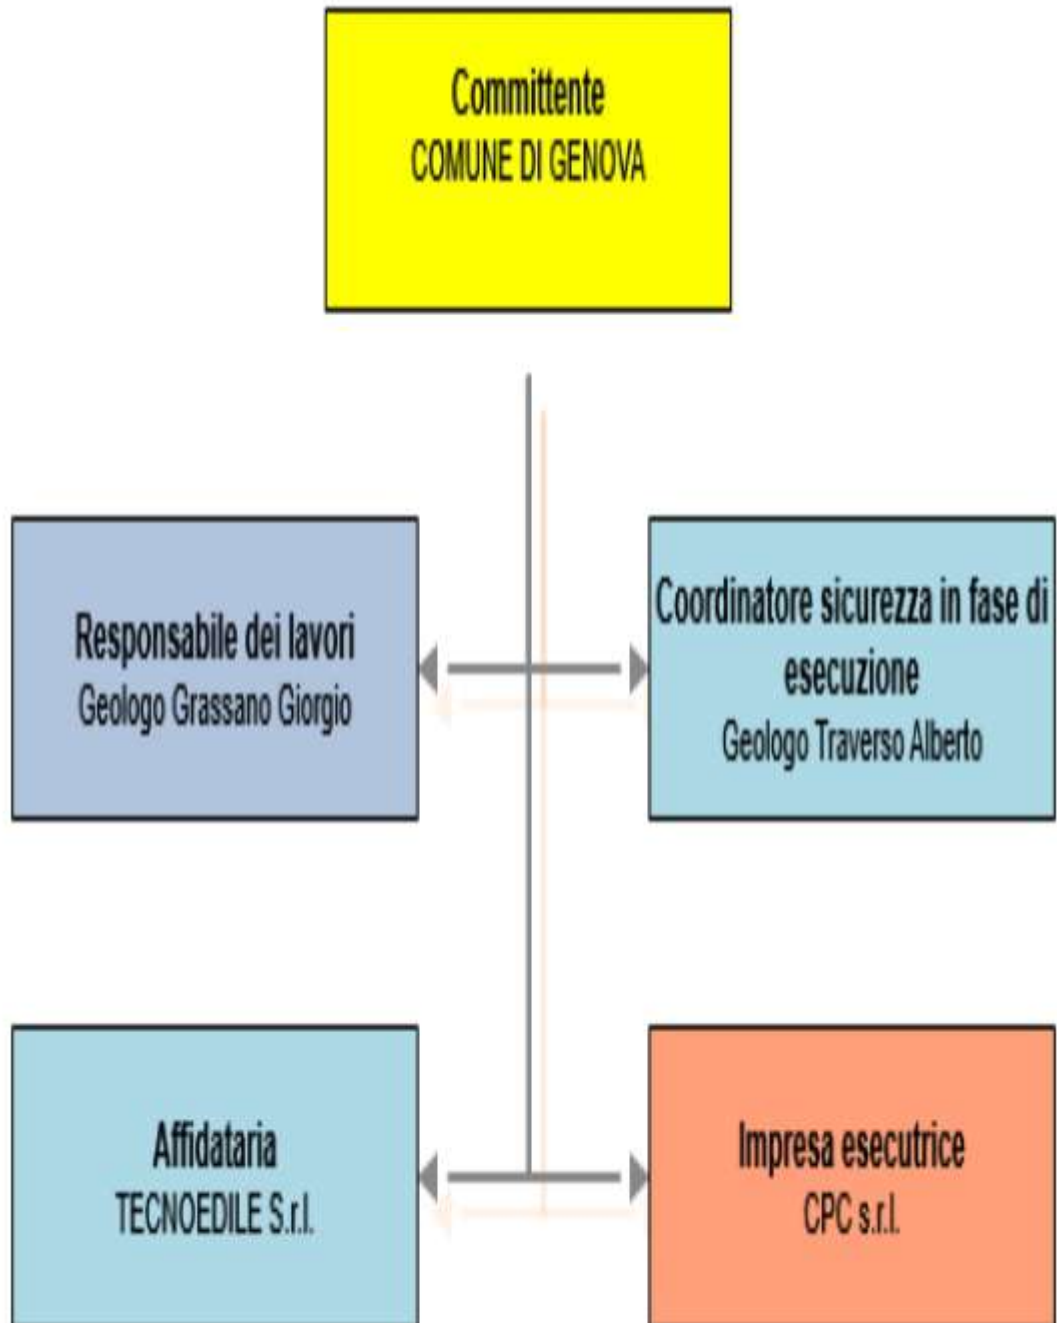 Committente
COMUNE DI GENOVA
Responsabile dei lavori
Geologo Grassano Giorgio
Coordinatore sicurezza in fase di
esecuzione
Geologo Traverso Alberto
Affidataria
TECNOEDILE S.r.l.
Impresa esecutrice
CPC s.r.l.